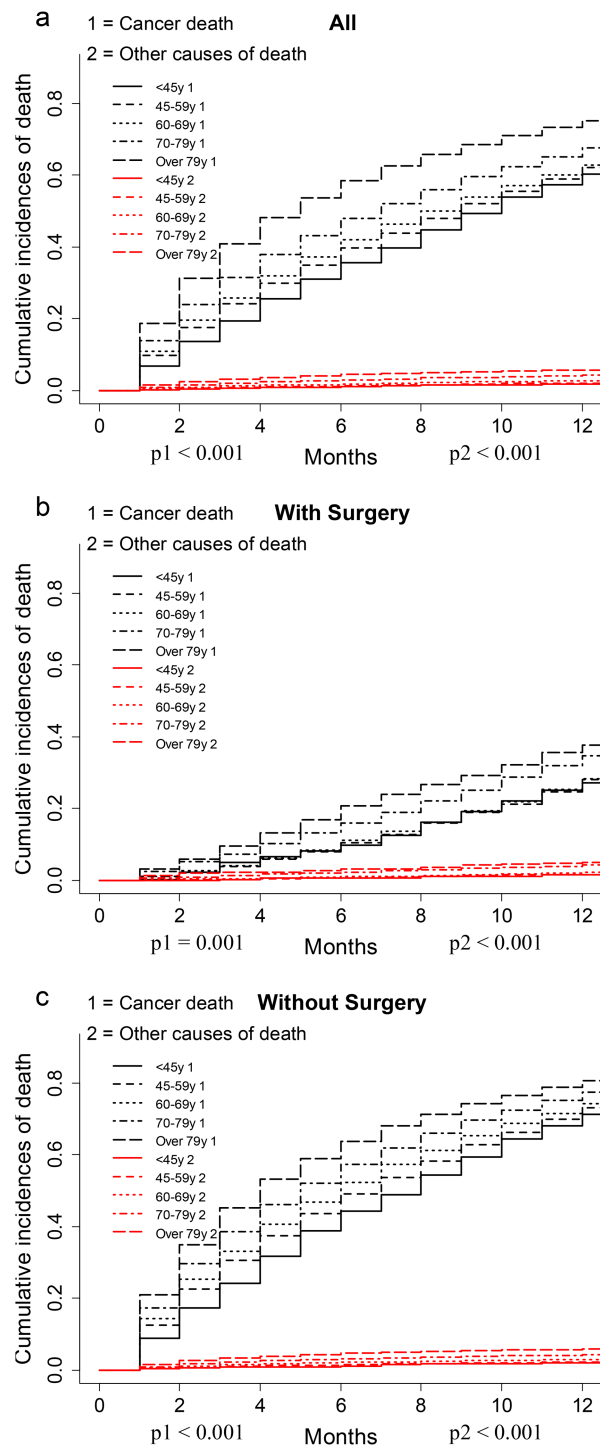 a
1 = Cancer death
All
2 = Other causes of death
<45y 1
45-59y 1
60-69y 1
70-79y 1
Over 79y 1
<45y 2
45-59y 2
60-69y 2
70-79y 2
Over 79y 2
Cumulative incidences of death
0.8
0.6
0.4
0.2
0.0
0 2 4 6 8 10 12
p1 < 0.001 Months p2 < 0.001
b
1 = Cancer death
With Surgery
2 = Other causes of death
<45y 1
45-59y 1
60-69y 1
70-79y 1
Over 79y 1
<45y 2
45-59y 2
60-69y 2
70-79y 2
Over 79y 2
Cumulative incidences of death
0.8
0.6
0.4
0.2
0.0
0 2 4 6 8 10 12
p1 = 0.001 Months p2 < 0.001
c
1 = Cancer death
Without Surgery
2 = Other causes of death
<45y 1
45-59y 1
60-69y 1
70-79y 1
Over 79y 1
<45y 2
45-59y 2
60-69y 2
70-79y 2
Over 79y 2
Cumulative incidences of death
0.8
0.6
0.4
0.2
0.0
0 2 4 6 8 10 12
p1 < 0.001 Months p2 < 0.001